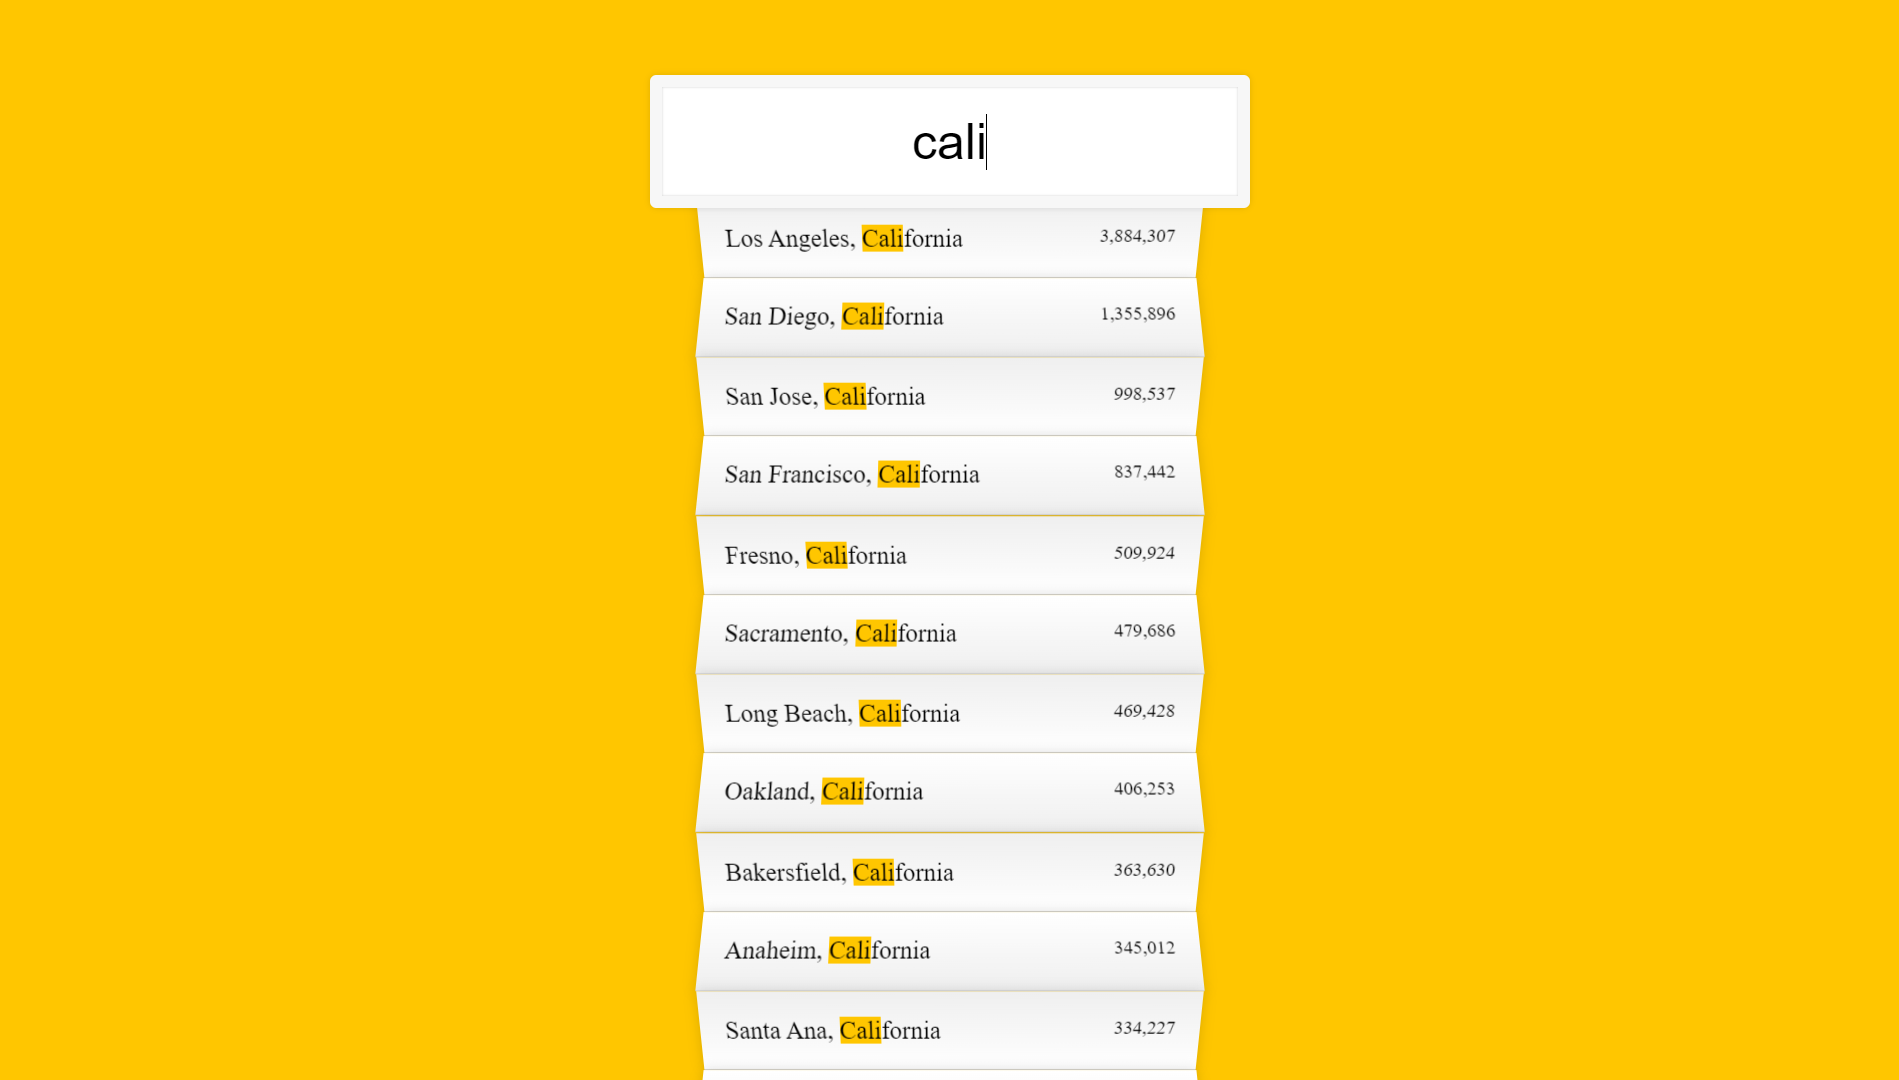 cali
Los Angeles, California 3,884,307
San Diego, California 1,355,896
San Jose, California 998,537
San Francisco, California 837,442
Fresno, California 509,924
Sacramento, California 479,686
Long Beach, California 469,428
Oakland, California 406,253
Bakersfield, California 363,630
Anaheim, California 345,012
Santa Ana, California 334,227